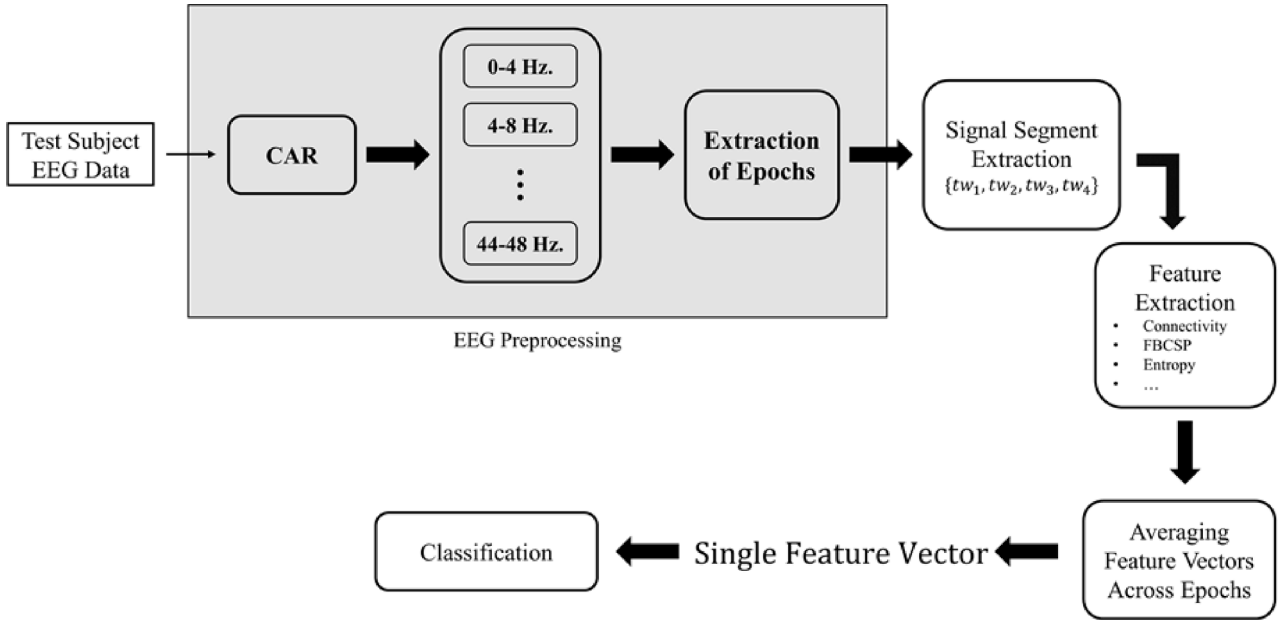 Test Subject
EEG Data
CAR
0-4 Hz.
4-8 Hz.
⋮
44-48 Hz.
Extraction
of Epochs
EEG Preprocessing
Signal Segment
Extraction
{tw₁, tw₂, tw₃, tw₄}
Feature
Extraction
• Connectivity
• FBCSP
• Entropy
• ...
Averaging
Feature Vectors
Across Epochs
Single Feature Vector
Classification